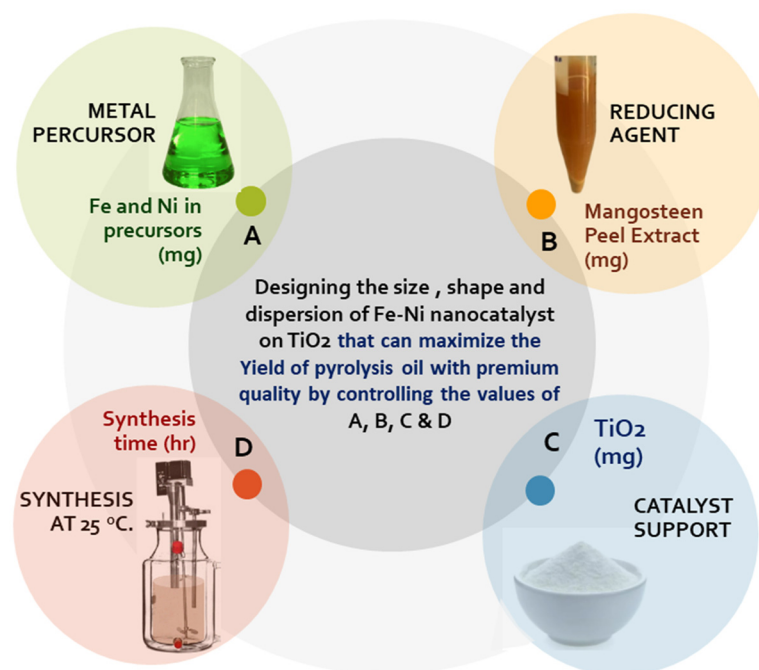 METAL
PERCURSOR
Fe and Ni in
precursors
(mg)
A
REDUCING
AGENT
Mangosteen
Peel Extract
(mg)
B
Designing the size , shape and
dispersion of Fe-Ni nanocatalyst
on TiO2 that can maximize the
Yield of pyrolysis oil with premium
quality by controlling the values of
A, B, C & D
Synthesis
time (hr)
D
SYNTHESIS
AT 25 ºC.
C
TiO2
(mg)
CATALYST
SUPPORT